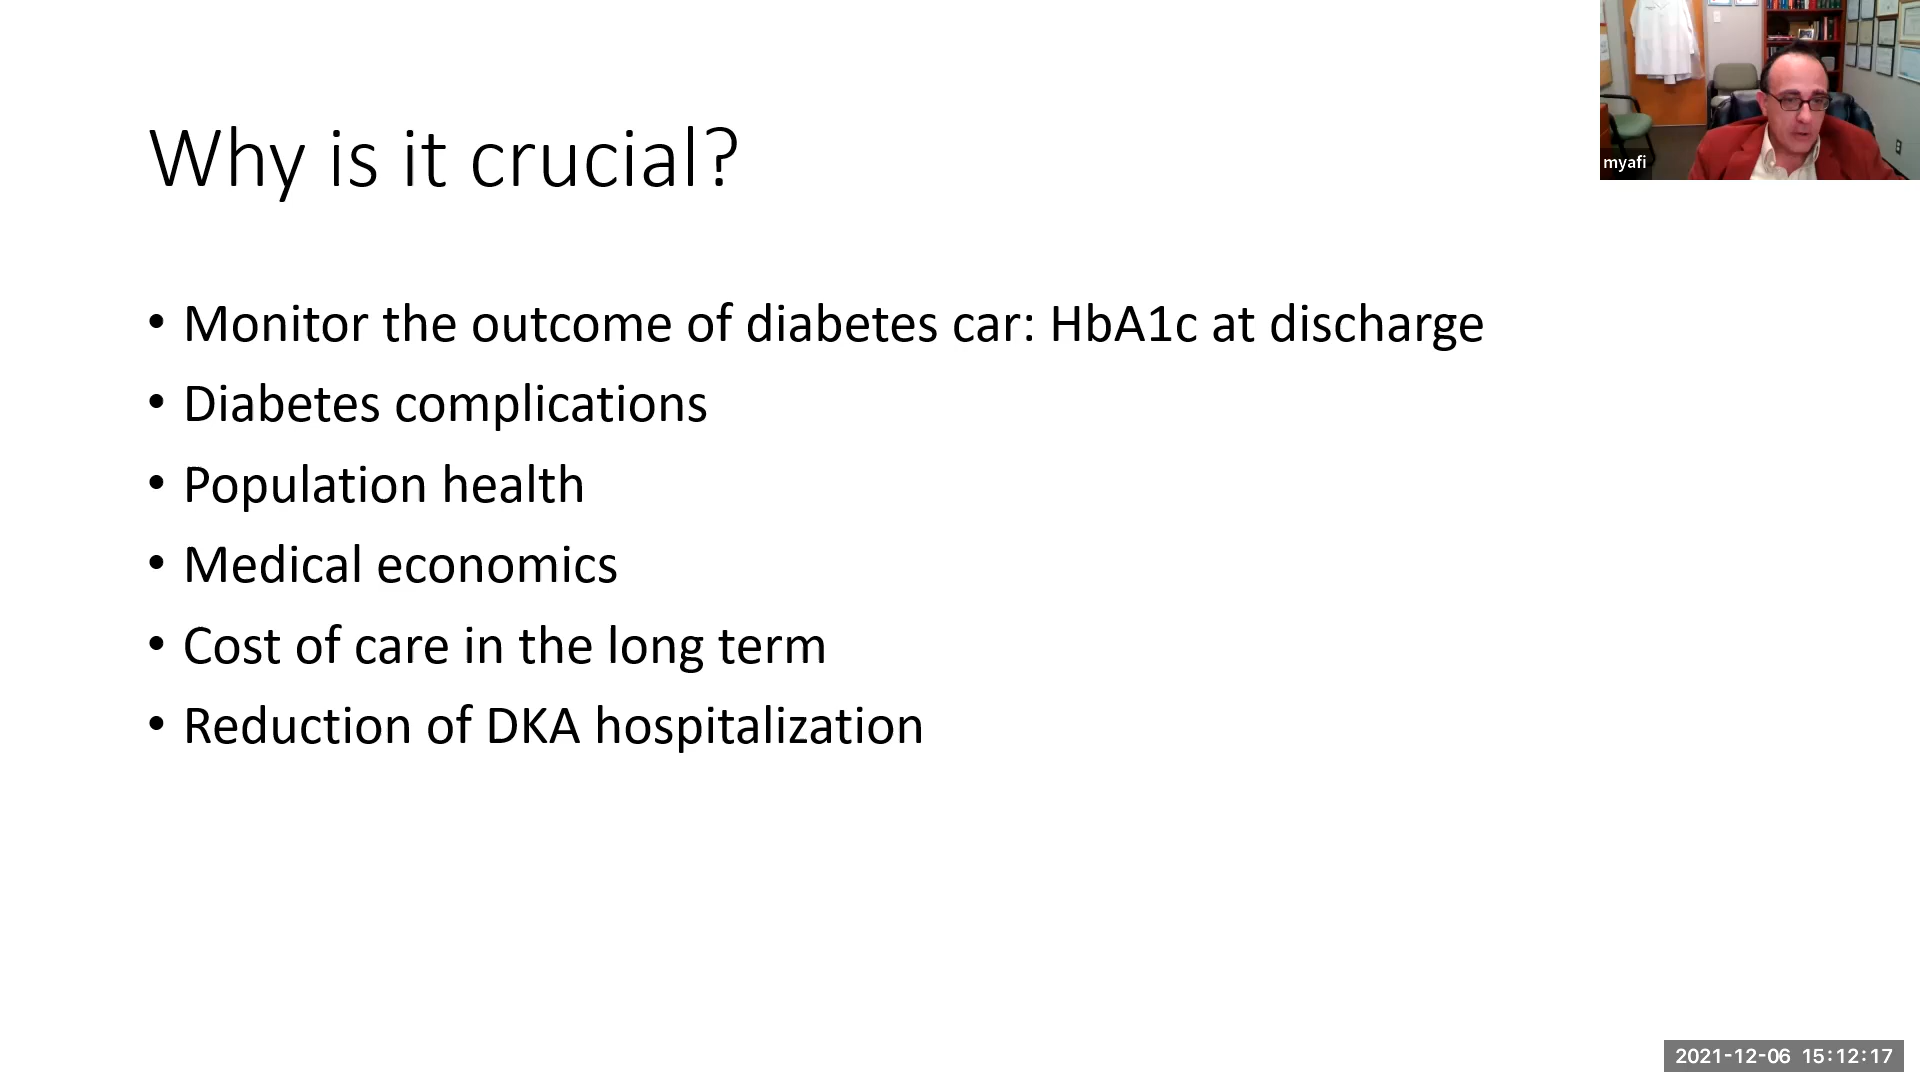 Why is it crucial?
• Monitor the outcome of diabetes car: HbA1c at discharge
• Diabetes complications
• Population health
• Medical economics
• Cost of care in the long term
• Reduction of DKA hospitalization
myafi
2021-12-06 15:12:17